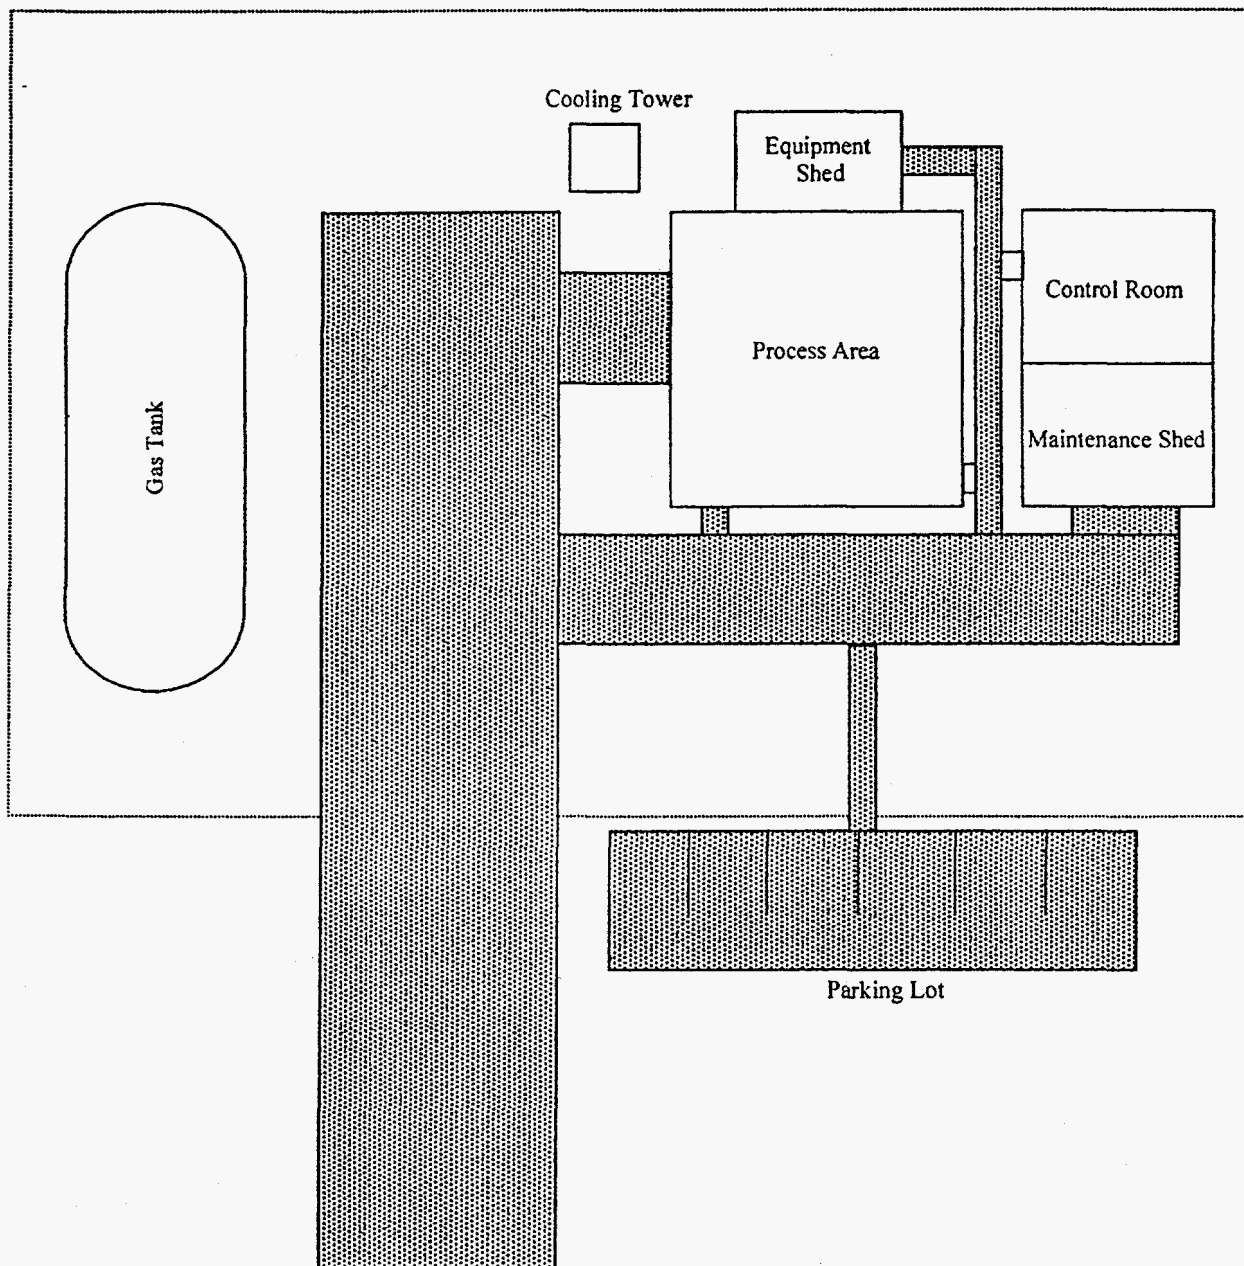 Cooling Tower
Equipment
Shed
Control Room
Process Area
Gas Tank
Maintenance Shed
Parking Lot